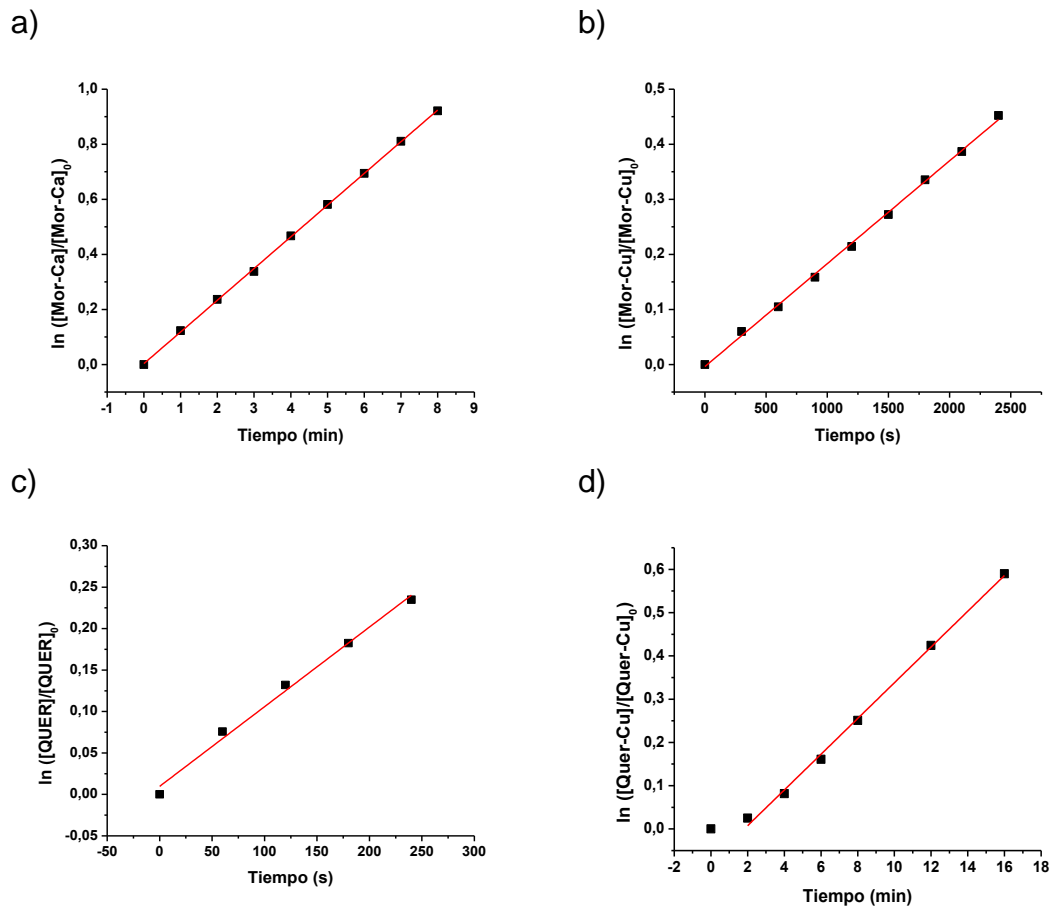 a)
1,0
0,8
0,6
0,4
0,2
0,0
-1 0 1 2 3 4 5 6 7 8 9
Tiempo (min)
ln ([Mor-Ca]/[Mor-Ca]0)
b)
0,5
0,4
0,3
0,2
0,1
0,0
0 500 1000 1500 2000 2500
Tiempo (s)
ln ([Mor-Cu]/[Mor-Cu]0)
c)
0,30
0,25
0,20
0,15
0,10
0,05
0,00
-0,05
-50 0 50 100 150 200 250 300
Tiempo (s)
ln ([QUER]/[QUER]0)
d)
0,6
0,5
0,4
0,3
0,2
0,1
0,0
-2 0 2 4 6 8 10 12 14 16 18
Tiempo (min)
ln ([Quer-Cu]/[Quer-Cu]0)